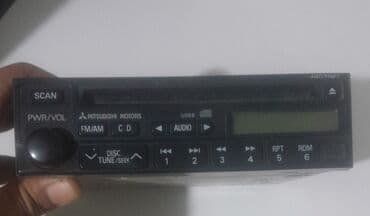 SCAN
PWR/VOL
MITSUBISHI MOTORS
FM/AM
CD
AUDIO
DISC
TUNE/SEEK
1
2
3
4
RPT
5
RDM
6